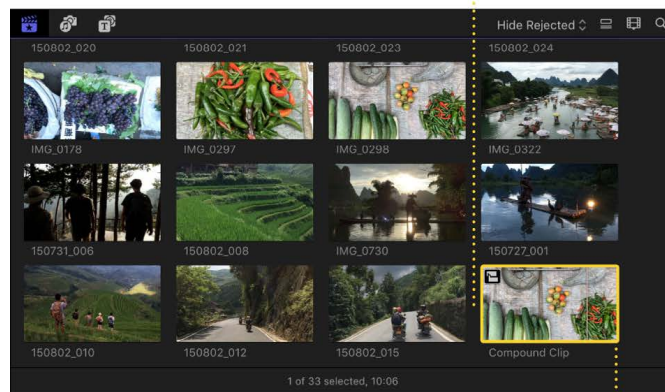 Hide Rejected
150802_020 150802_021 150802_023 150802_024
IMG_0178 IMG_0297 IMG_0298 IMG_0322
150731_006 150802_008 IMG_0730 150727_001
150802_010 150802_012 150802_015 Compound Clip
1 of 33 selected, 10:06